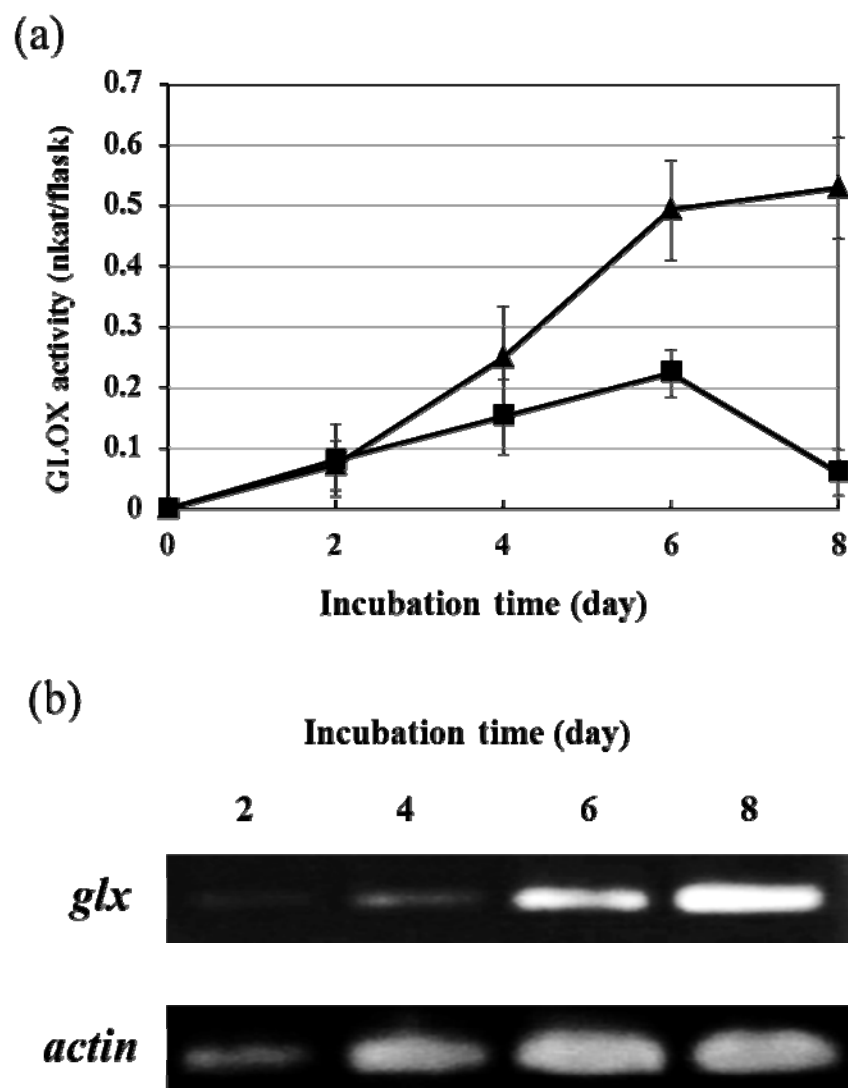 (a)
GLOX activity (nkat/flask)
0.7
0.6
0.5
0.4
0.3
0.2
0.1
0
0 2 4 6 8
Incubation time (day)
(b)
Incubation time (day)
2 4 6 8
glx
actin